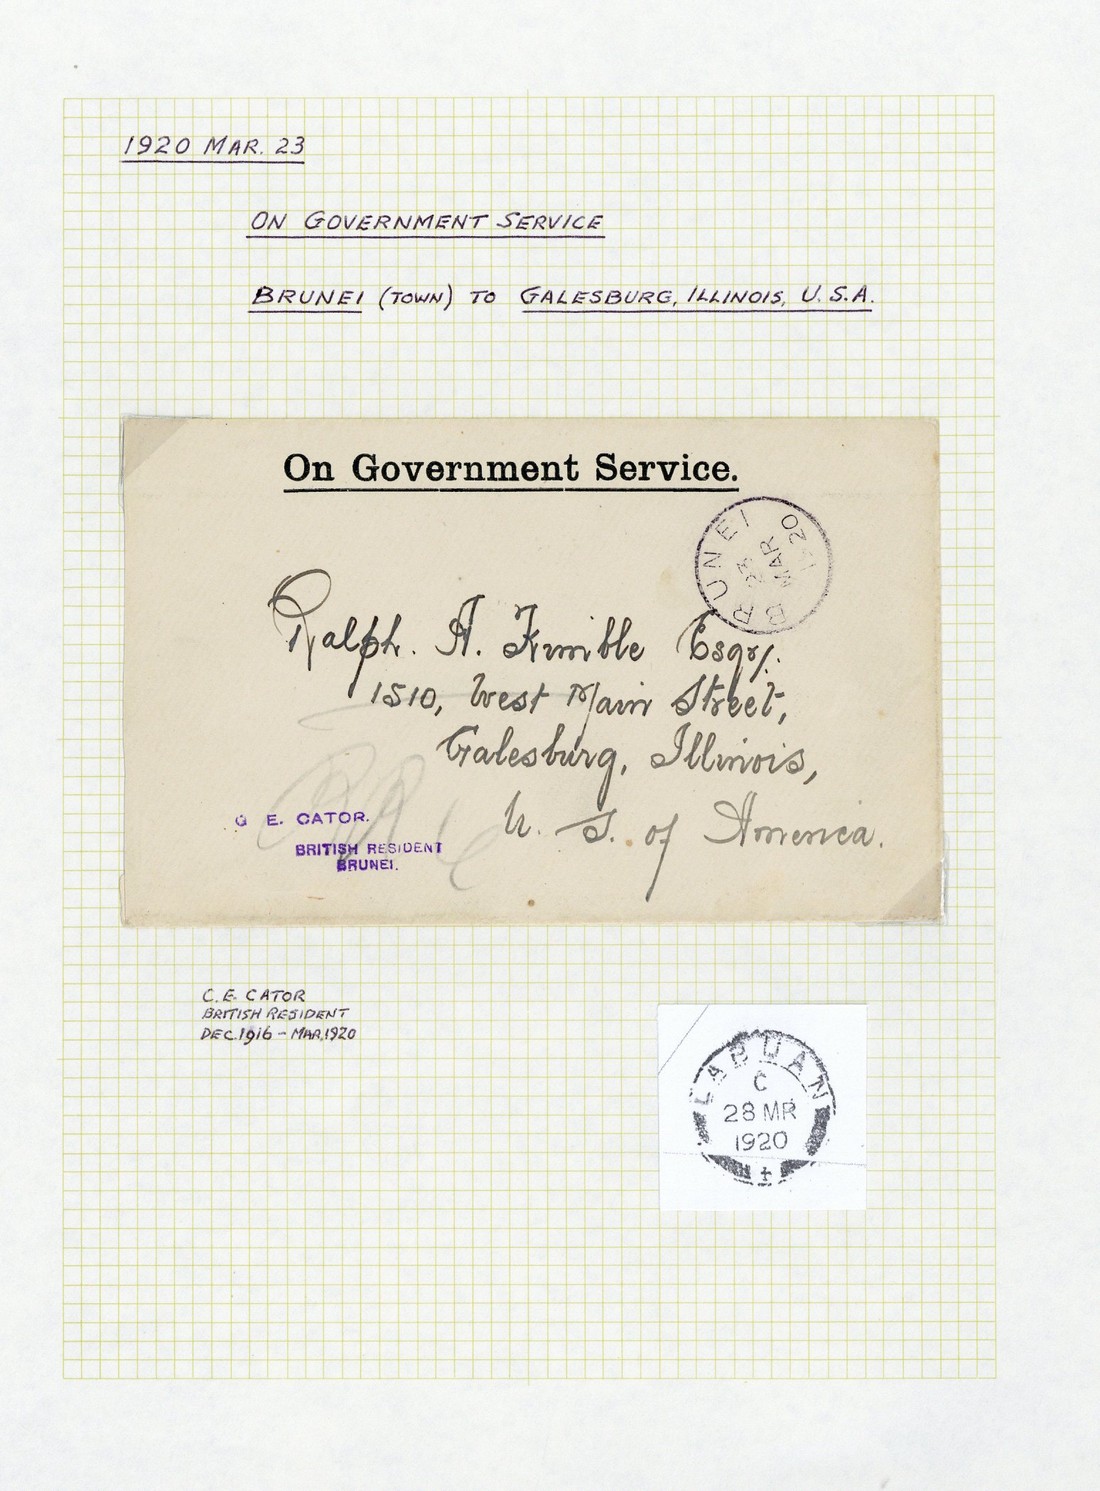 1920 MAR. 23
ON GOVERNMENT SERVICE
BRUNEI (TOWN) TO GALESBURG, ILLINOIS, U.S.A.
On Government Service.
BRUNEI
23
MAR
1920
Ralph. A. Kimble Esqr/.
1510, West Main Street,
Galesburg, Illinois,
U. S. of America.
E. CATOR.
BRITISH RESIDENT
BRUNEI.
C.E. CATOR
BRITISH RESIDENT
DEC.1916 - MAR.1920
LABUAN
C
28 MR
1920